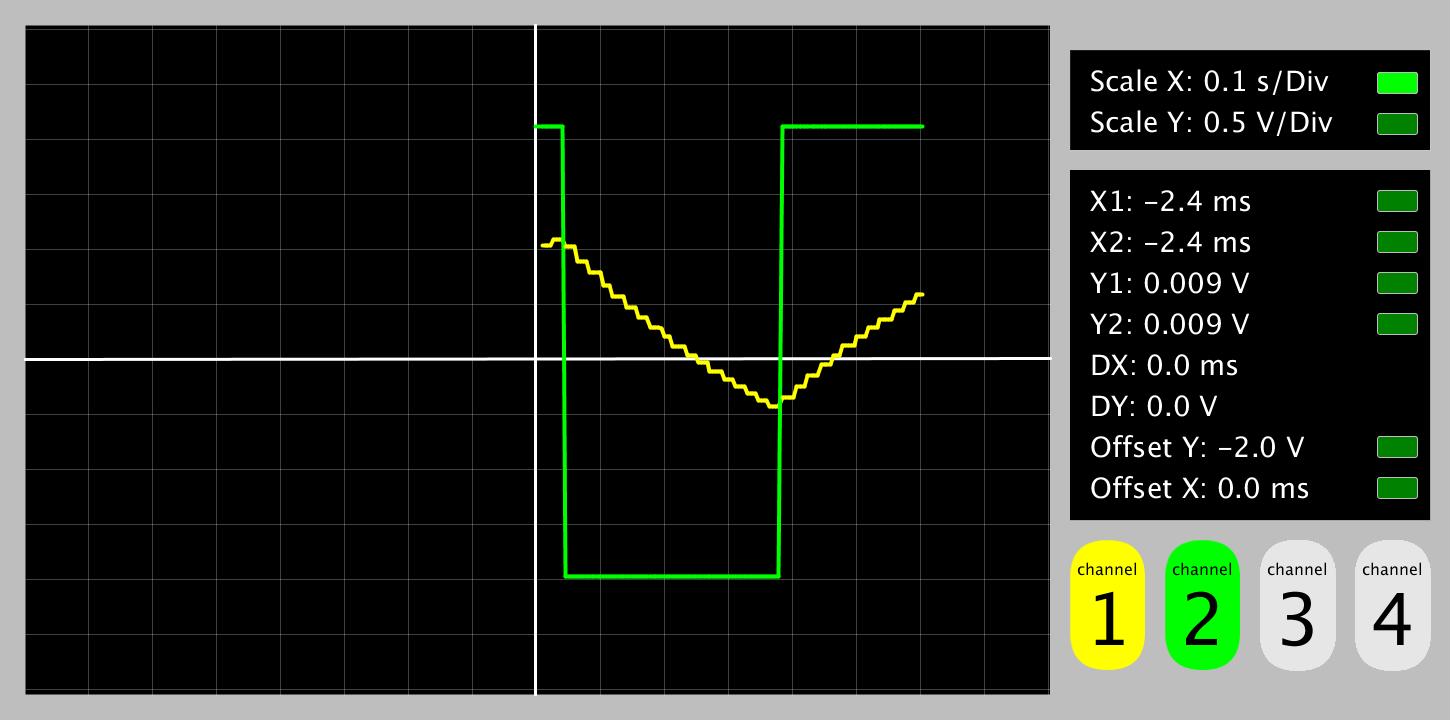 Scale X: 0.1 s/Div
Scale Y: 0.5 V/Div
X1: -2.4 ms
X2: -2.4 ms
Y1: 0.009 V
Y2: 0.009 V
DX: 0.0 ms
DY: 0.0 V
Offset Y: -2.0 V
Offset X: 0.0 ms
channel channel channel channel
1 2 3 4